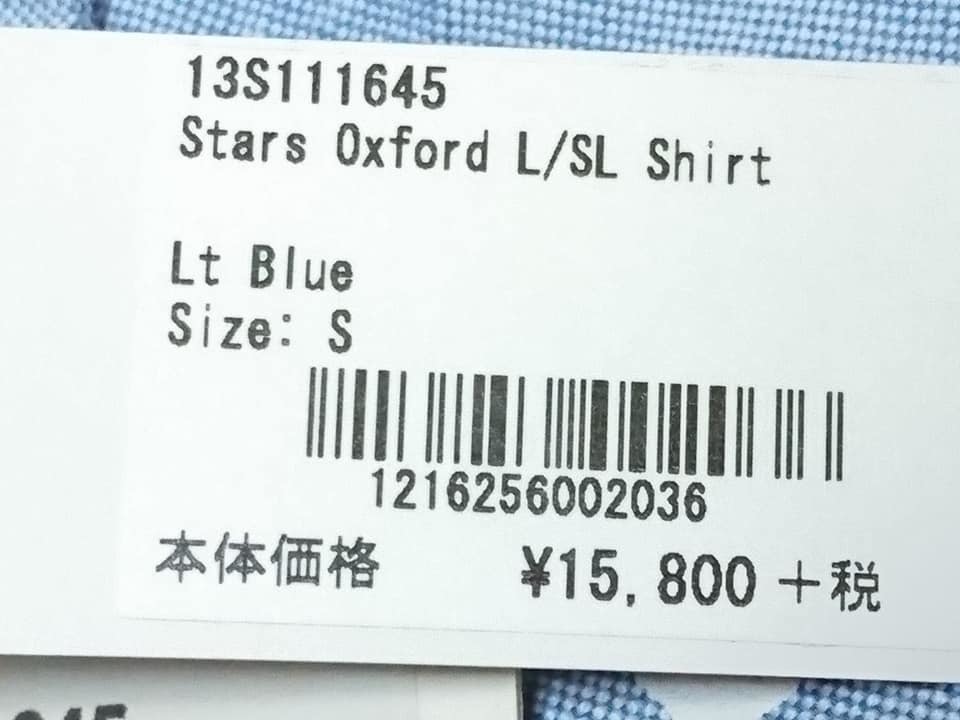 13S111645
Stars Oxford L/SL Shirt
Lt Blue
Size: S
1216256002036
本体価格 ¥15,800+税